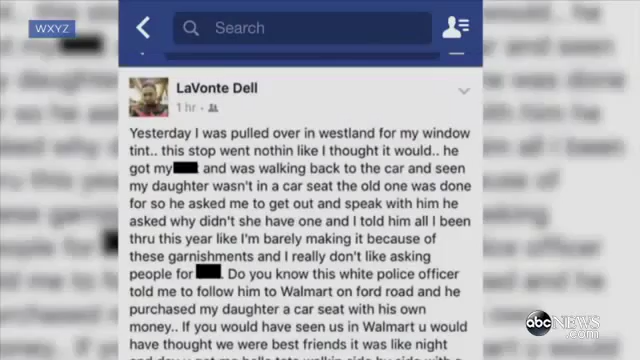 WXYZ
Search
LaVonte Dell
1 hr
Yesterday I was pulled over in westland for my window
tint.. this stop went nothin like I thought it would.. he
got my and was walking back to the car and seen
my daughter wasn't in a car seat the old one was done
for so he asked me to get out and speak with him he
asked why didn't she have one and I told him all I been
thru this year like I'm barely making it because of
these garnishments and I really don't like asking
people for . Do you know this white police officer
told me to follow him to Walmart on ford road and he
purchased my daughter a car seat with his own
money.. If you would have seen us in Walmart u would
have thought we were best friends it was like night
abcNEWS
.com